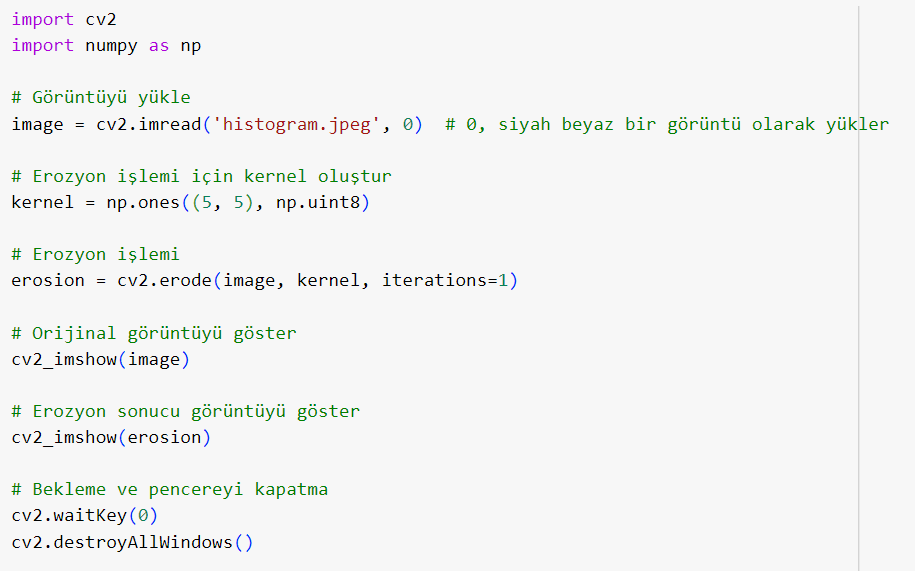 import cv2
import numpy as np
# Görüntüyü yükle
image = cv2.imread('histogram.jpeg', 0)  # 0, siyah beyaz bir görüntü olarak yükler
# Erozyon işlemi için kernel oluştur
kernel = np.ones((5, 5), np.uint8)
# Erozyon işlemi
erosion = cv2.erode(image, kernel, iterations=1)
# Orijinal görüntüyü göster
cv2_imshow(image)
# Erozyon sonucu görüntüyü göster
cv2_imshow(erosion)
# Bekleme ve pencereyi kapatma
cv2.waitKey(0)
cv2.destroyAllWindows()